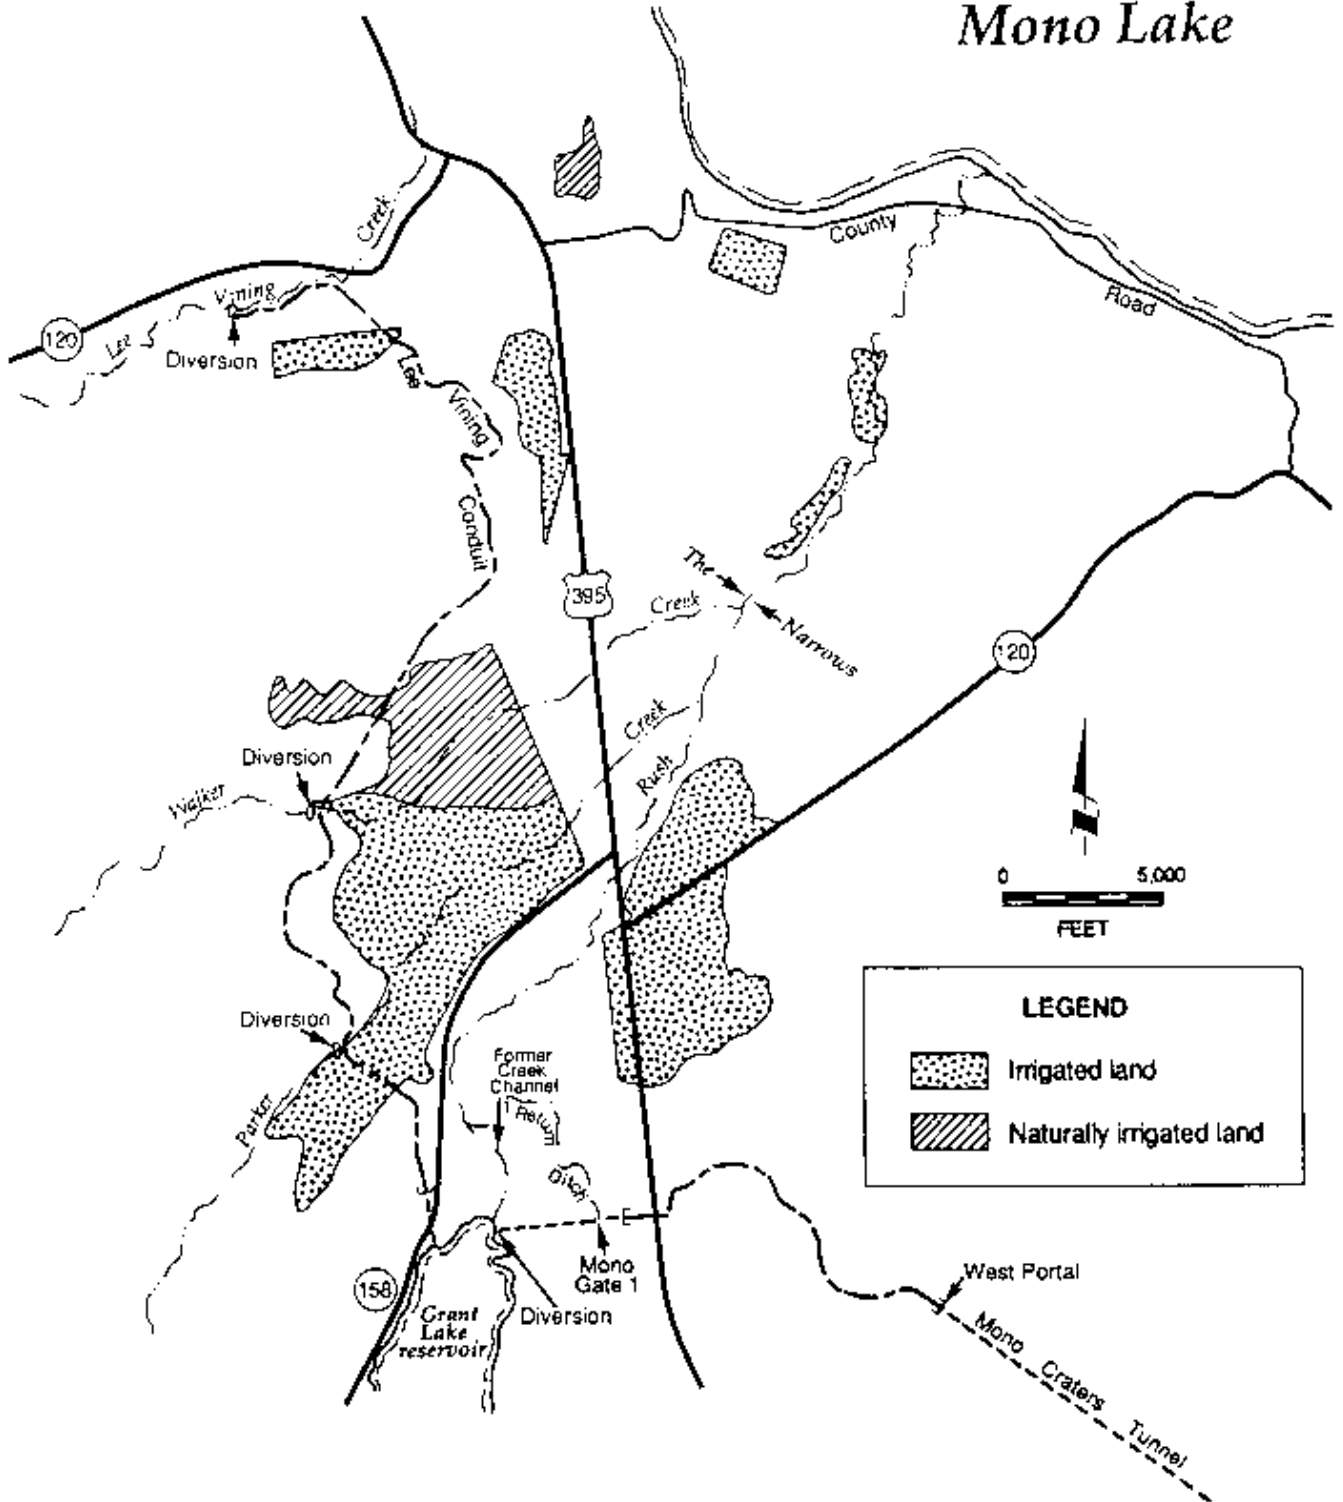 Mono Lake
Creek
County
Road
120
Lee Vining
Diversion
Lee Vining Conduit
395
The Narrows
Creek
120
Creek
Rush
Diversion
Walker
0 5,000
FEET
LEGEND
Irrigated land
Naturally irrigated land
Diversion
Former
Creek
Channel
Return
Ditch
Parker
Mono
Gate 1
Diversion
158
Grant
Lake
reservoir
West Portal
Mono Craters Tunnel